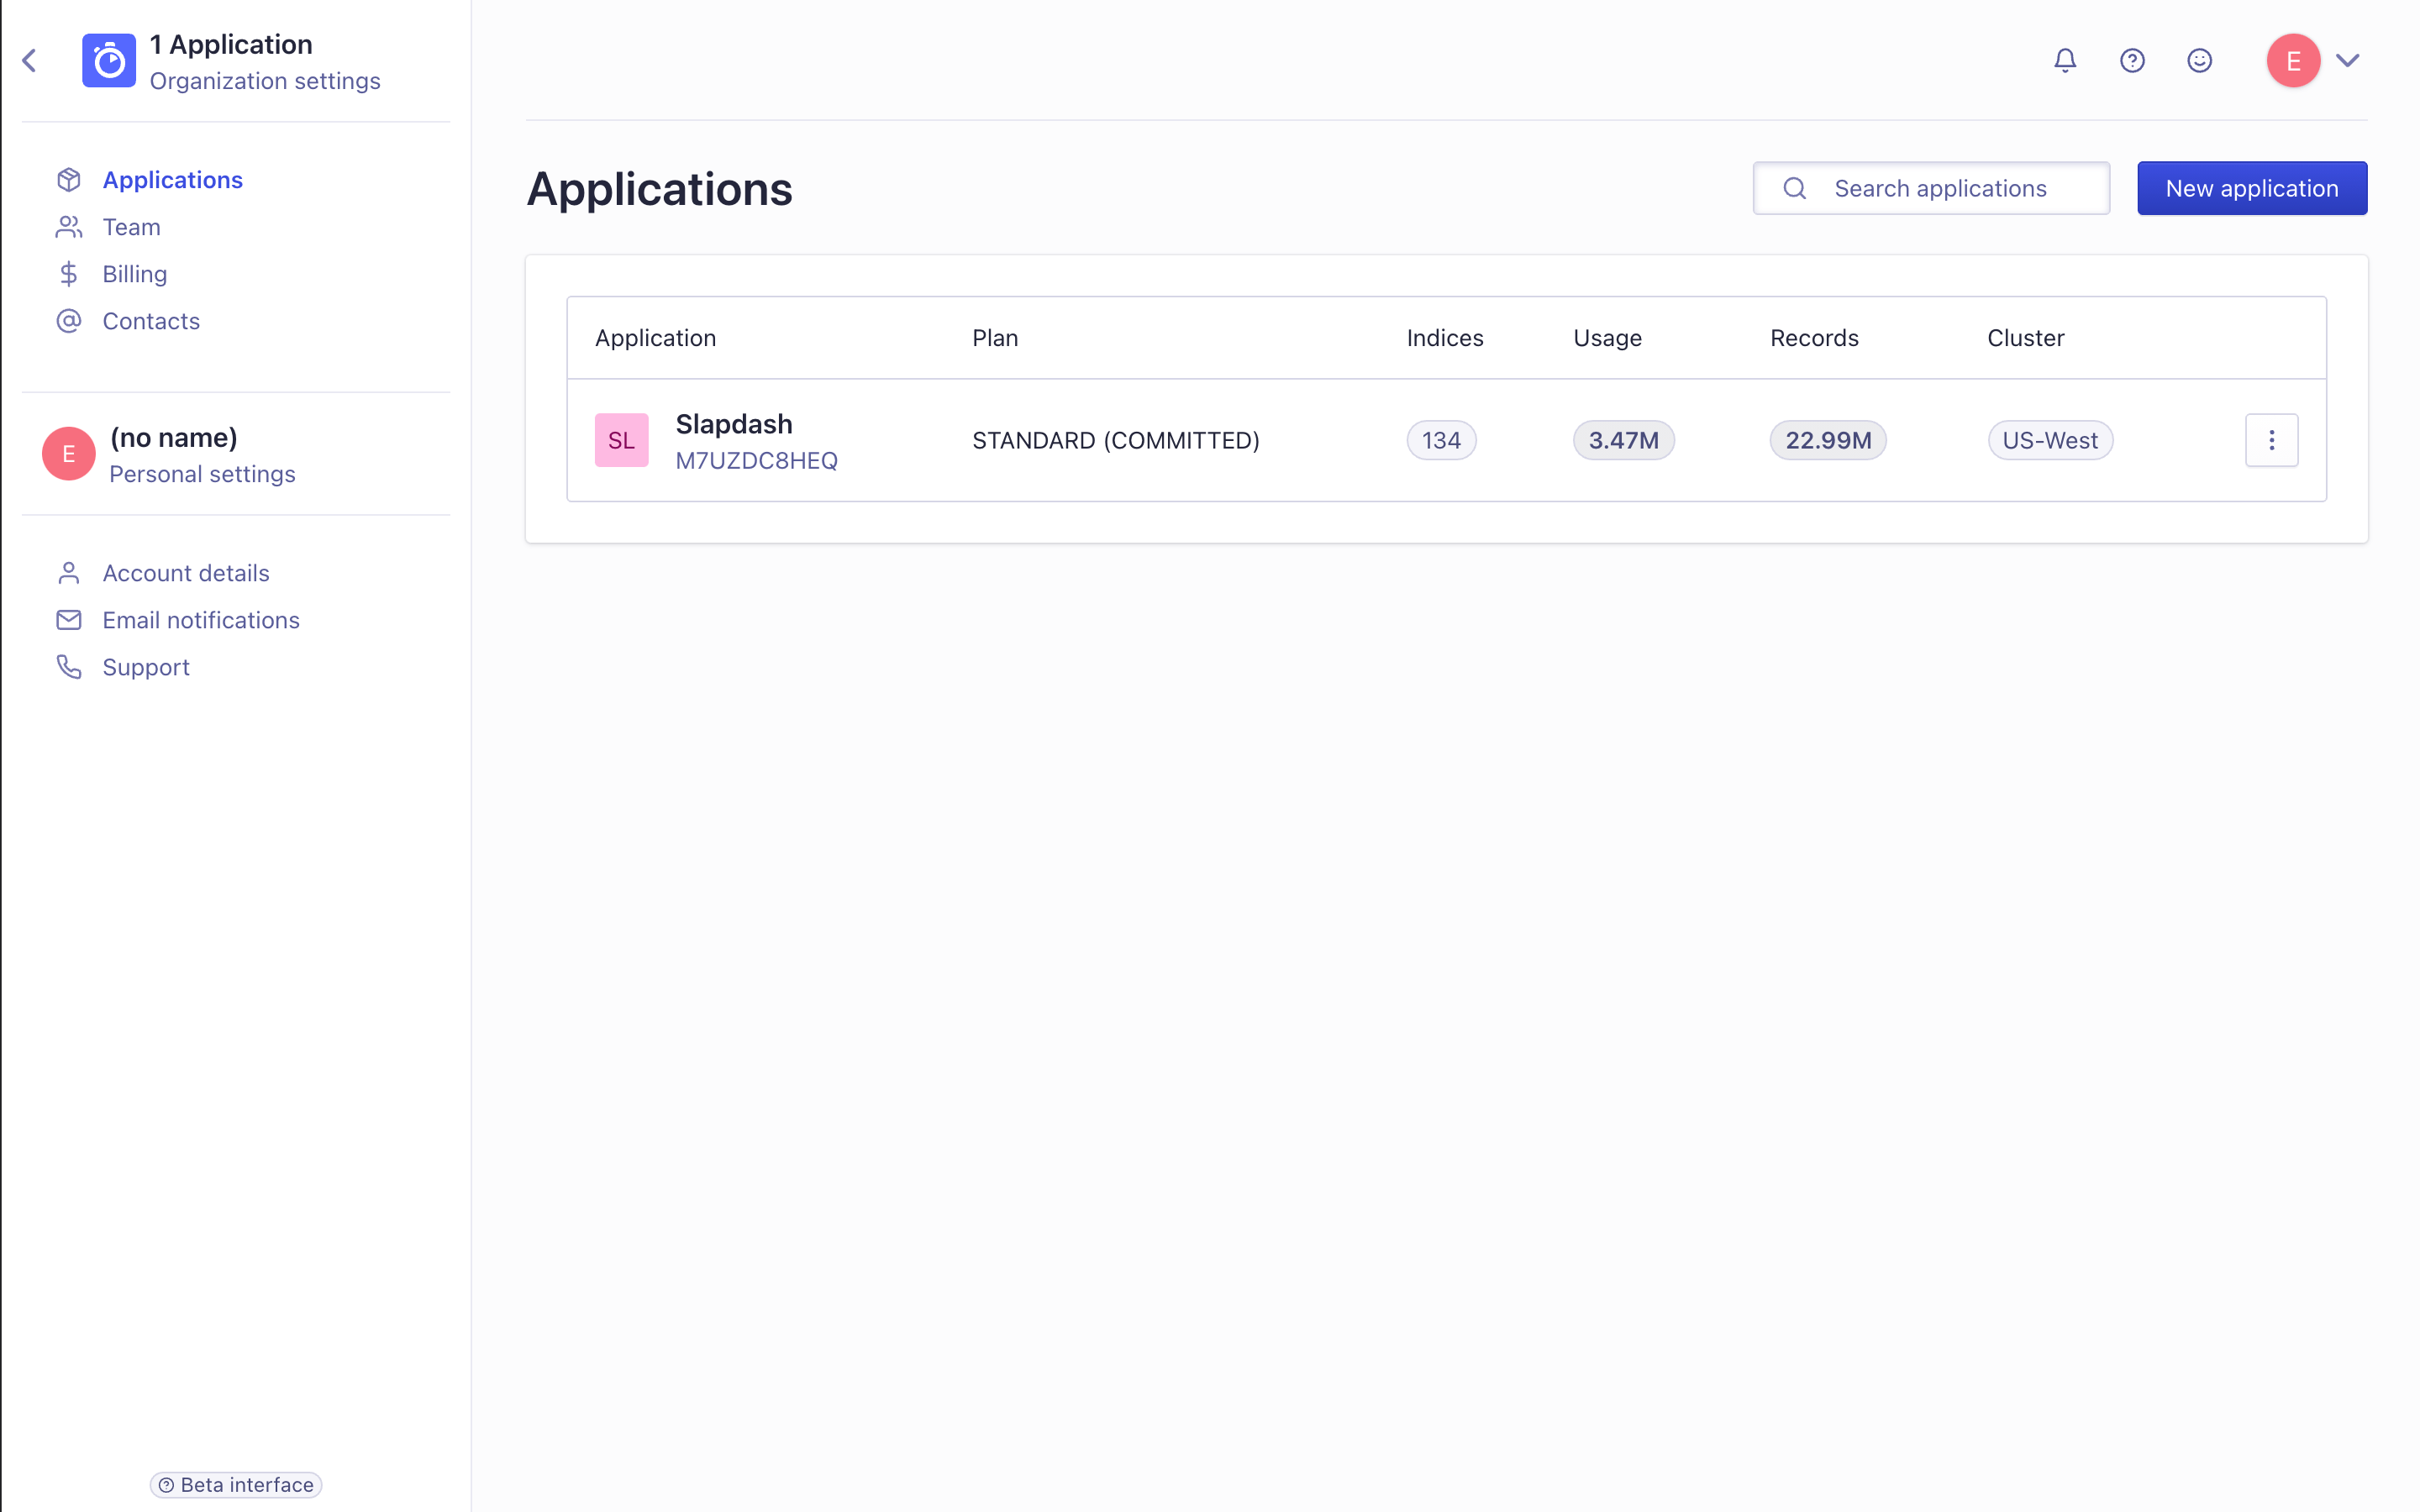 1 Application
Organization settings
Applications
Team
Billing
Contacts
E
(no name)
Personal settings
Account details
Email notifications
Support
Beta interface
E
Applications
Search applications
New application
Application Plan Indices Usage Records Cluster
SL
Slapdash
M7UZDC8HEQ
STANDARD (COMMITTED) 134 3.47M 22.99M US-West